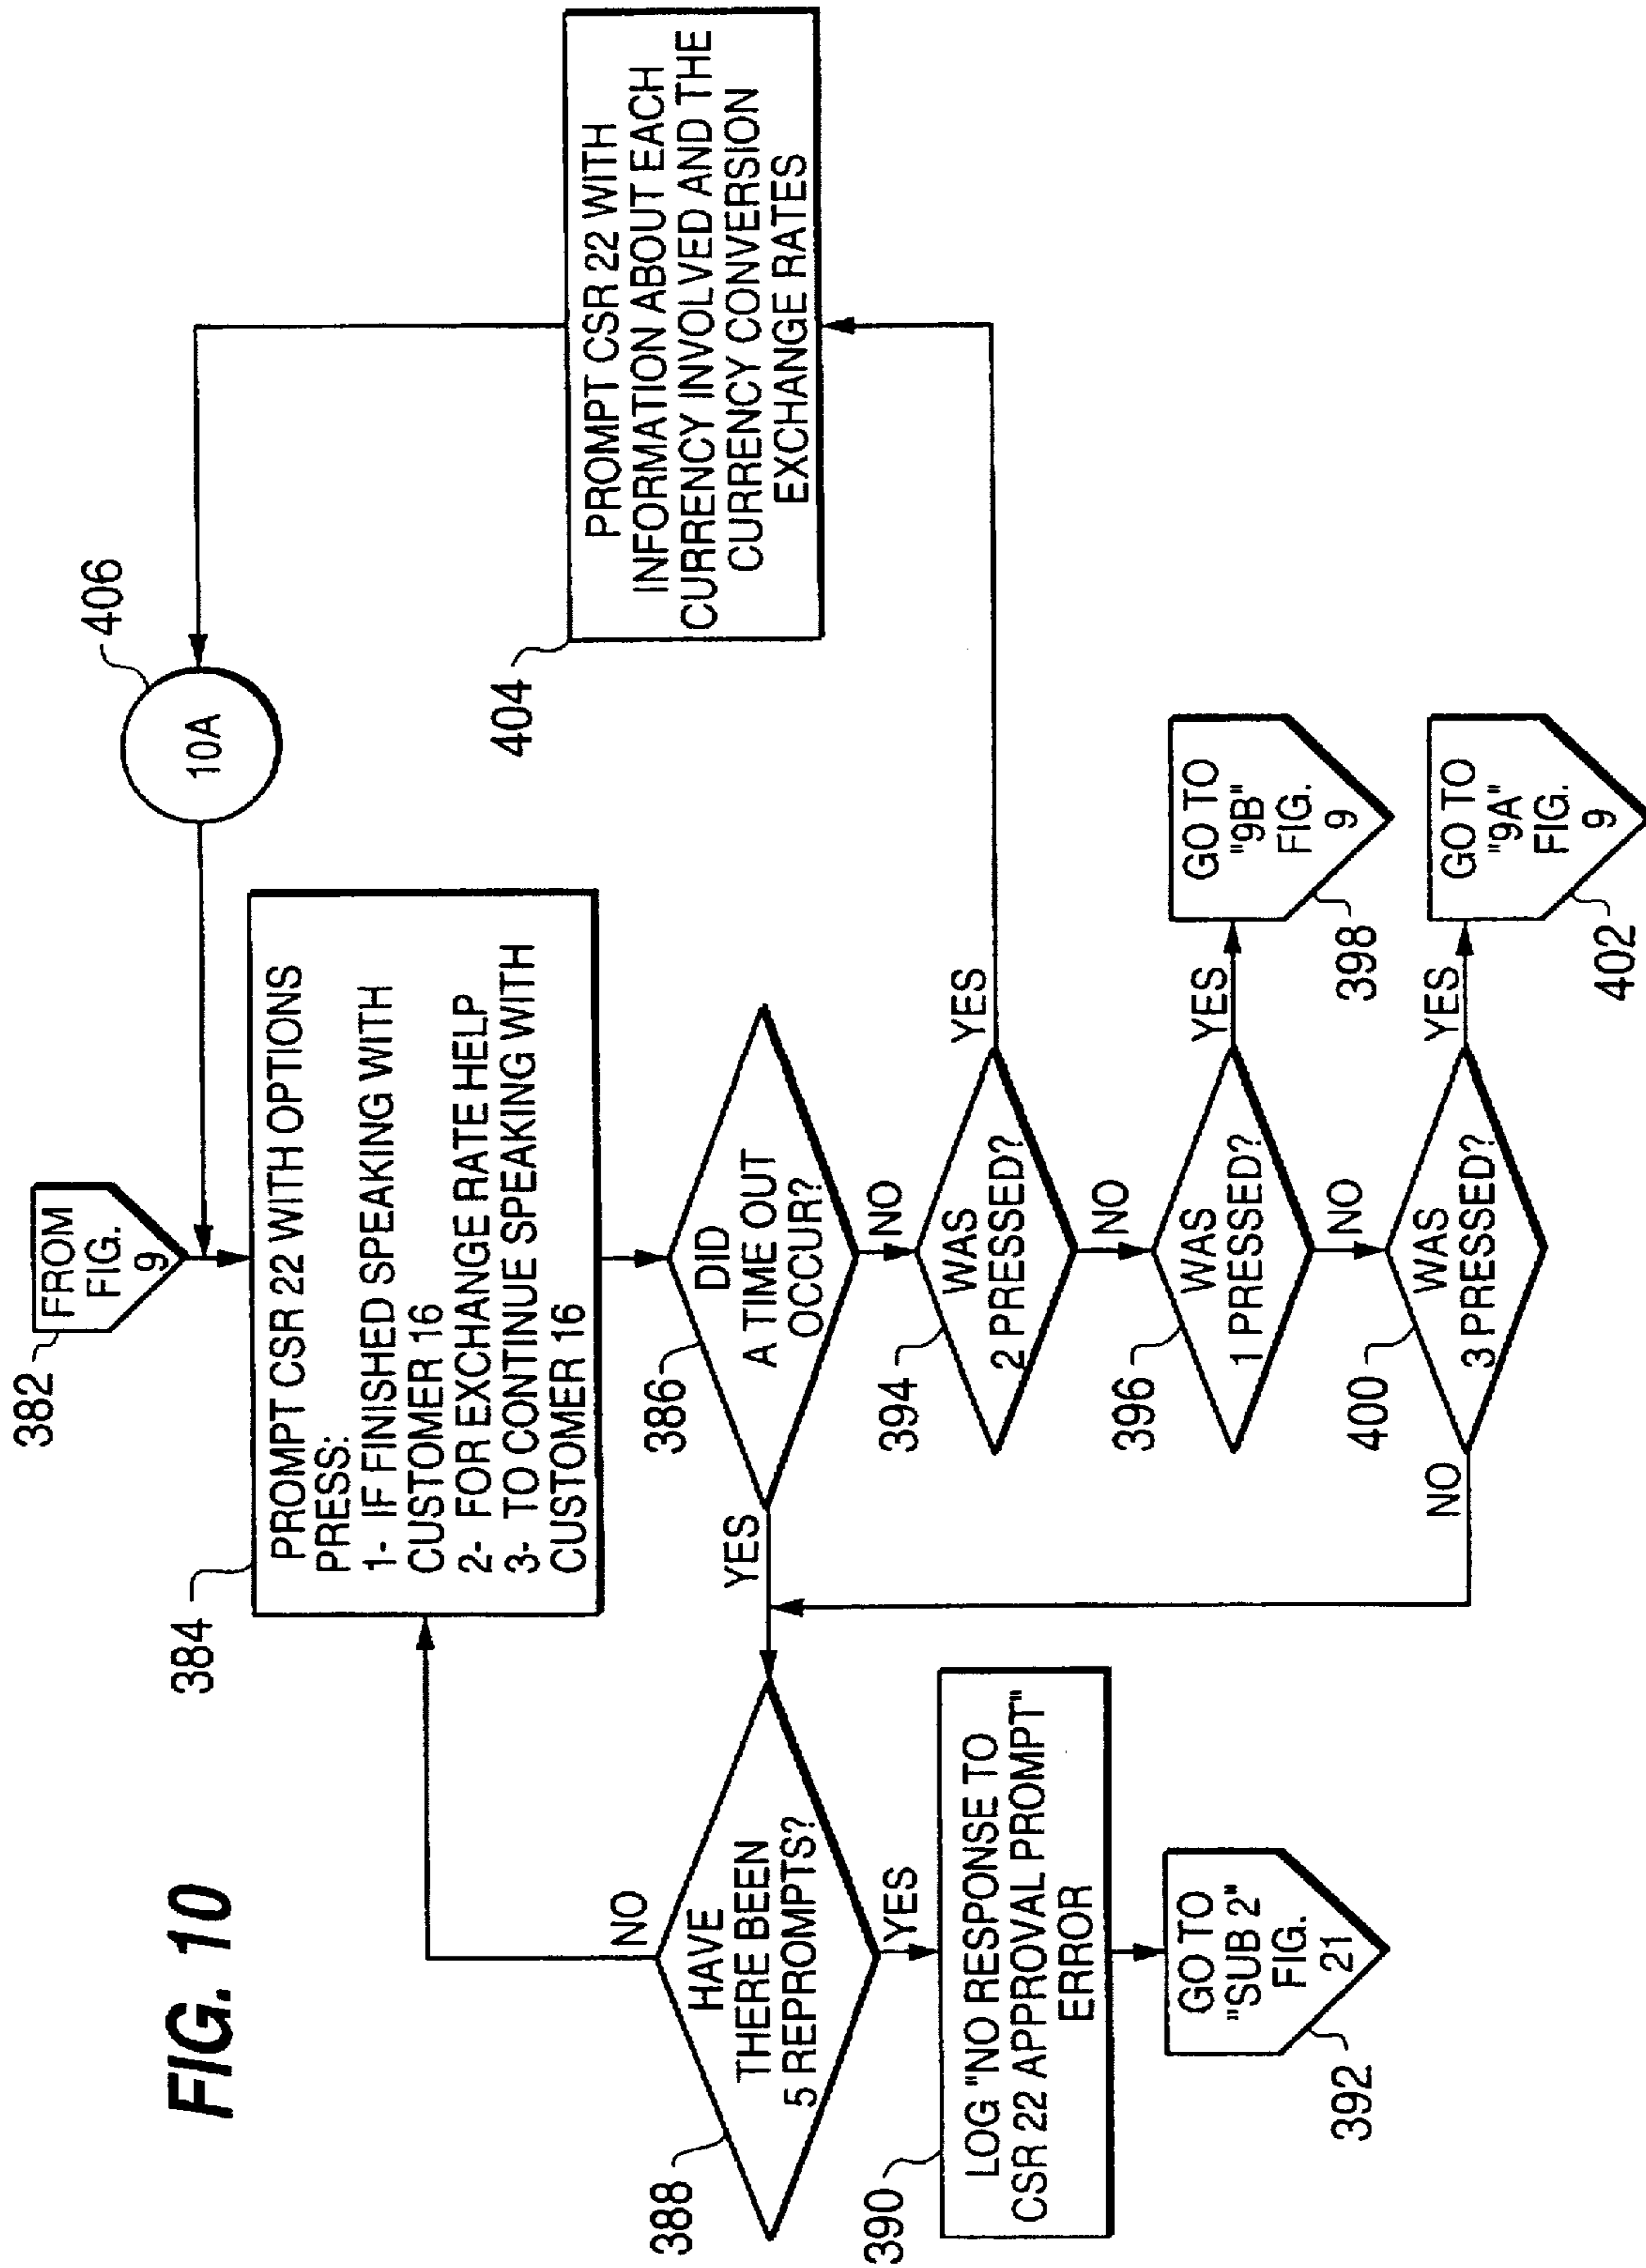 FIG. 10
382
FROM
FIG.
9
406
10A
384
PROMPT CSR 22 WITH OPTIONS
PRESS:
1- IF FINISHED SPEAKING WITH
CUSTOMER 16
2- FOR EXCHANGE RATE HELP
3- TO CONTINUE SPEAKING WITH
CUSTOMER 16
404
PROMPT CSR 22 WITH
INFORMATION ABOUT EACH
CURRENCY INVOLVED AND THE
CURRENCY CONVERSION
EXCHANGE RATES
386
DID
A TIME OUT
OCCUR?
YES
NO
388
HAVE
THERE BEEN
5 REPROMPTS?
NO
YES
390
LOG "NO RESPONSE TO
CSR 22 APPROVAL PROMPT"
ERROR
392
GO TO
"SUB 2"
FIG.
21
394
WAS
2 PRESSED?
YES
NO
396
WAS
1 PRESSED?
YES
NO
398
GO TO
"9B"
FIG.
9
400
WAS
3 PRESSED?
YES
NO
402
GO TO
"9A"
FIG.
9